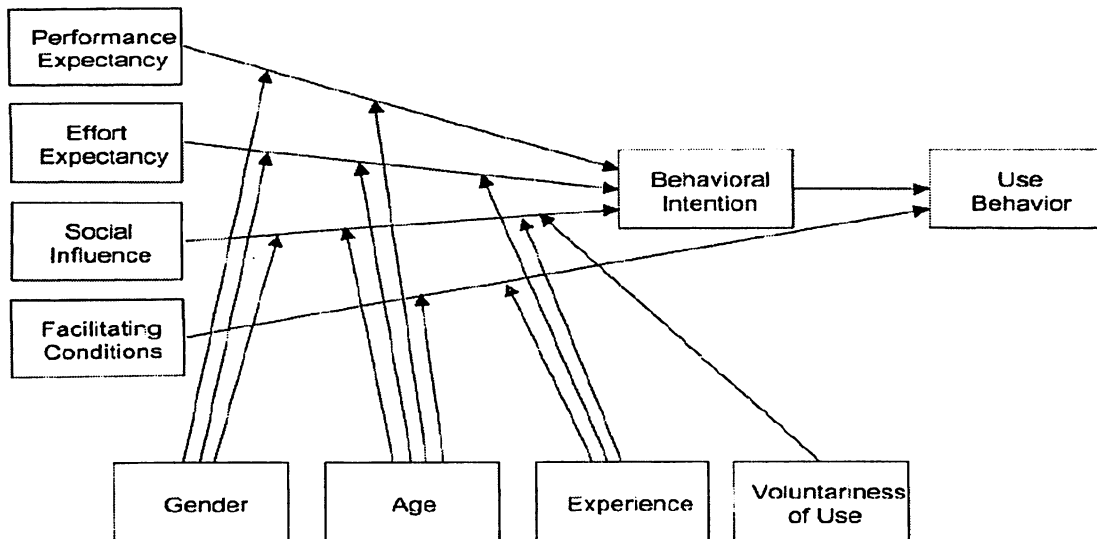 Performance
Expectancy
Effort
Expectancy
Social
Influence
Facilitating
Conditions
Behavioral
Intention
Use
Behavior
Gender
Age
Experience
Voluntariness
of Use